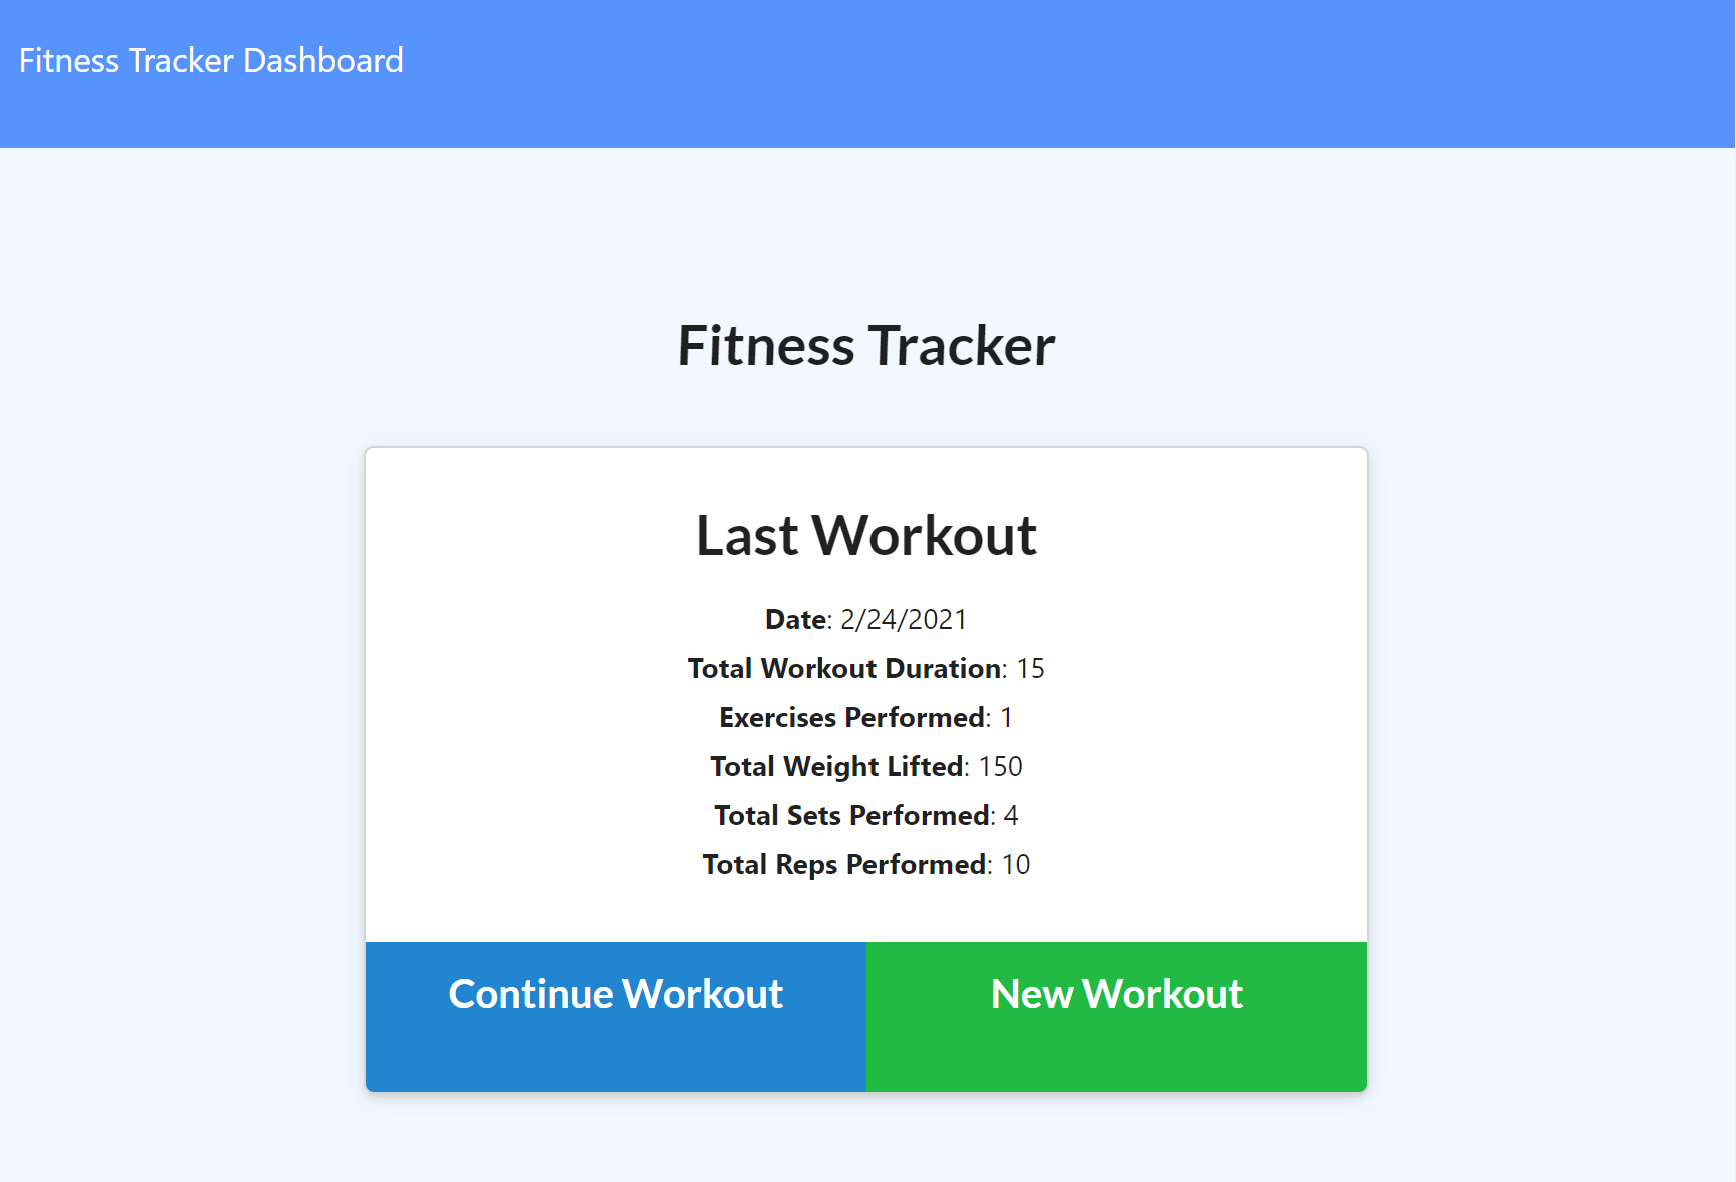 Fitness Tracker Dashboard
Fitness Tracker
Last Workout
Date: 2/24/2021
Total Workout Duration: 15
Exercises Performed: 1
Total Weight Lifted: 150
Total Sets Performed: 4
Total Reps Performed: 10
Continue Workout
New Workout